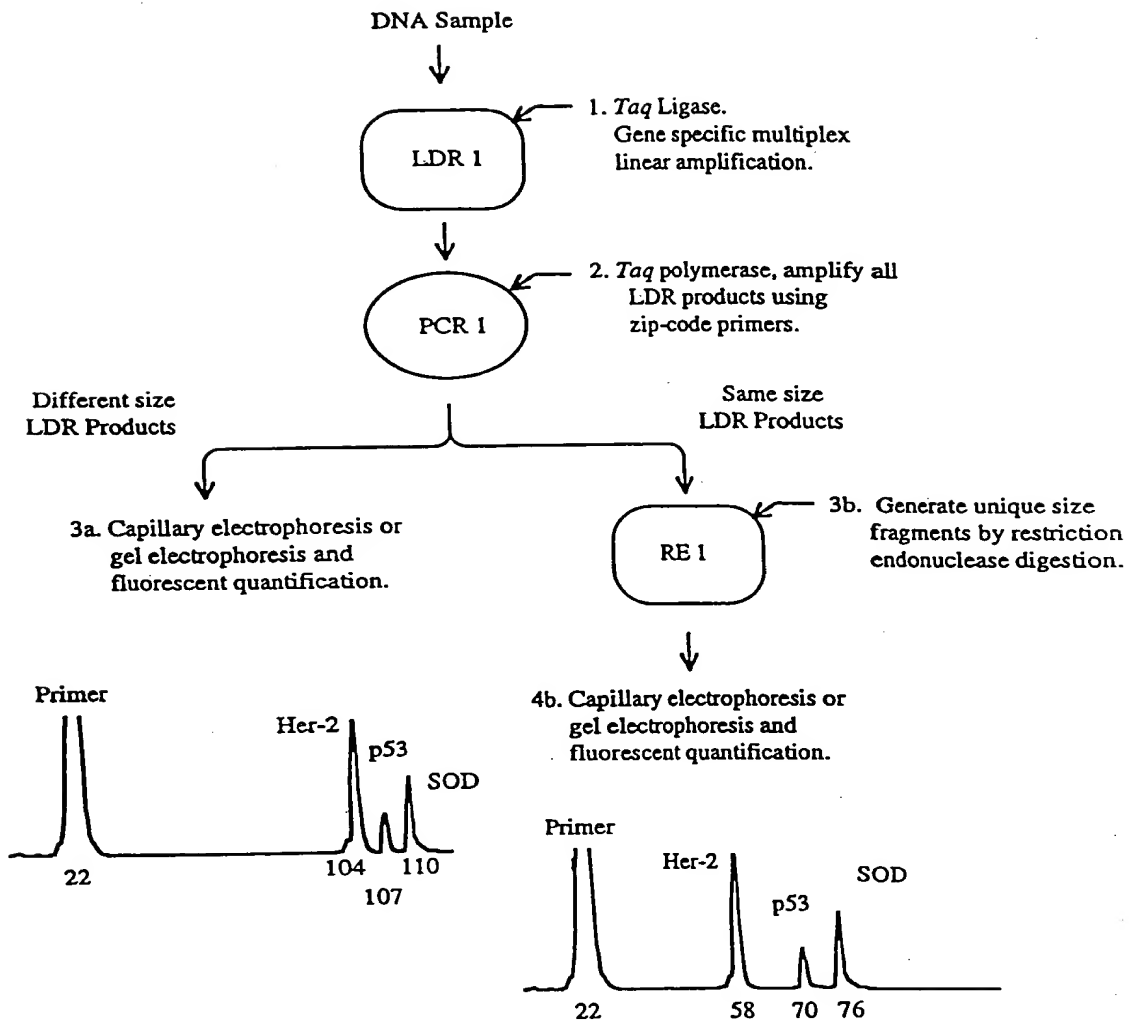 DNA Sample
LDR 1
1. Taq Ligase.
Gene specific multiplex
linear amplification.
PCR 1
2. Taq polymerase, amplify all
LDR products using
zip-code primers.
Different size
LDR Products
Same size
LDR Products
3a. Capillary electrophoresis or
gel electrophoresis and
fluorescent quantification.
RE 1
3b. Generate unique size
fragments by restriction
endonuclease digestion.
4b. Capillary electrophoresis or
gel electrophoresis and
fluorescent quantification.
Primer
Her-2
p53
SOD
22
104
107
110
Primer
Her-2
p53
SOD
22
58
70
76